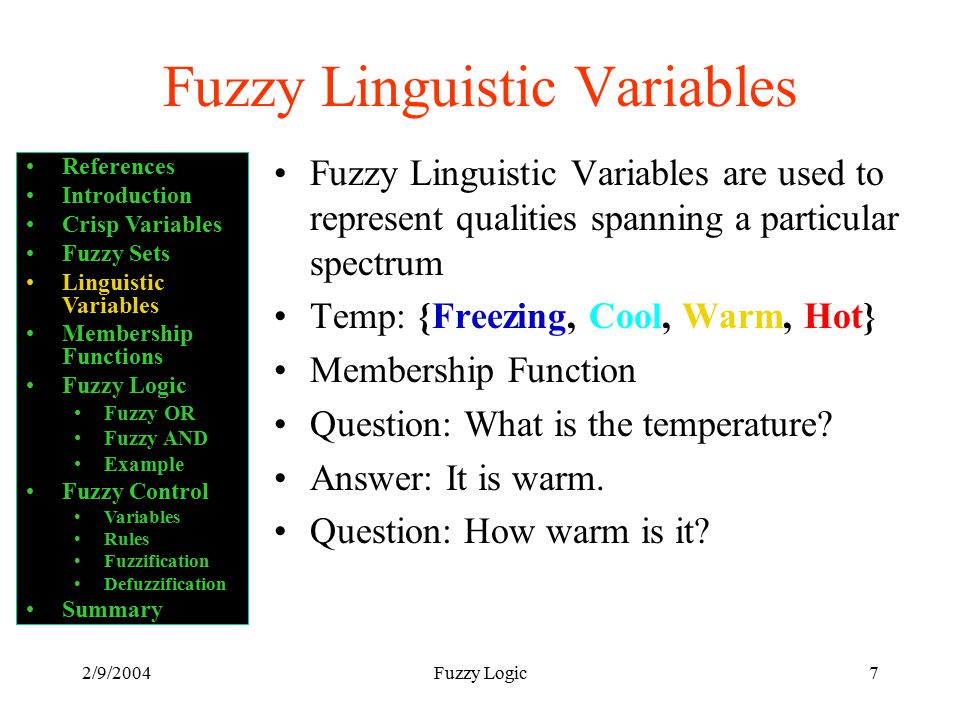 Fuzzy Linguistic Variables
• References
• Introduction
• Crisp Variables
• Fuzzy Sets
• Linguistic
Variables
• Membership
Functions
• Fuzzy Logic
• Fuzzy OR
• Fuzzy AND
• Example
• Fuzzy Control
• Variables
• Rules
• Fuzzification
• Defuzzification
• Summary
• Fuzzy Linguistic Variables are used to
represent qualities spanning a particular
spectrum
• Temp: {Freezing, Cool, Warm, Hot}
• Membership Function
• Question: What is the temperature?
• Answer: It is warm.
• Question: How warm is it?
2/9/2004 Fuzzy Logic 7